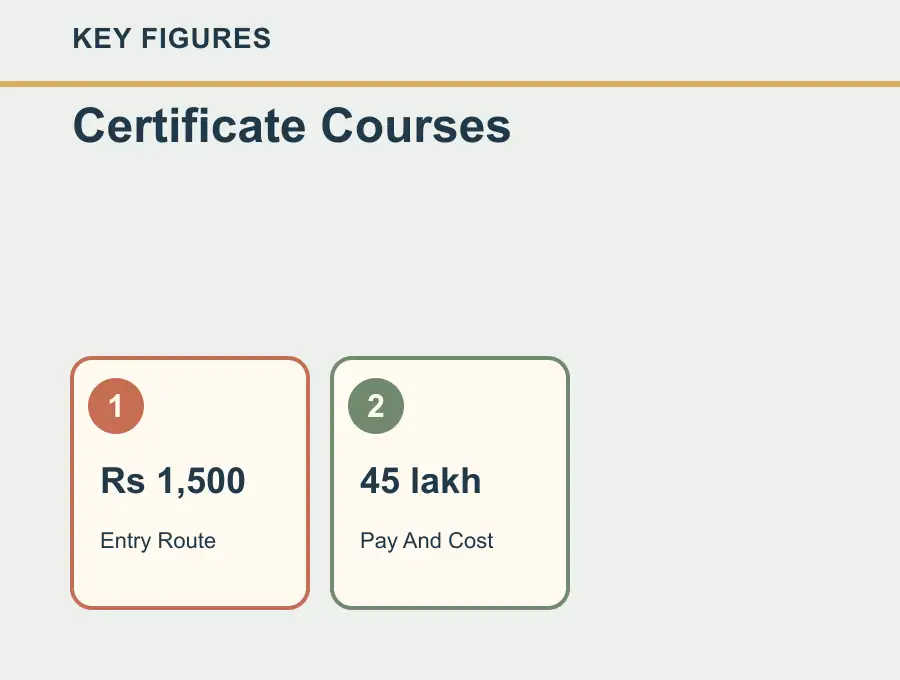 KEY FIGURES
Certificate Courses
1
Rs 1,500
Entry Route
2
45 lakh
Pay And Cost